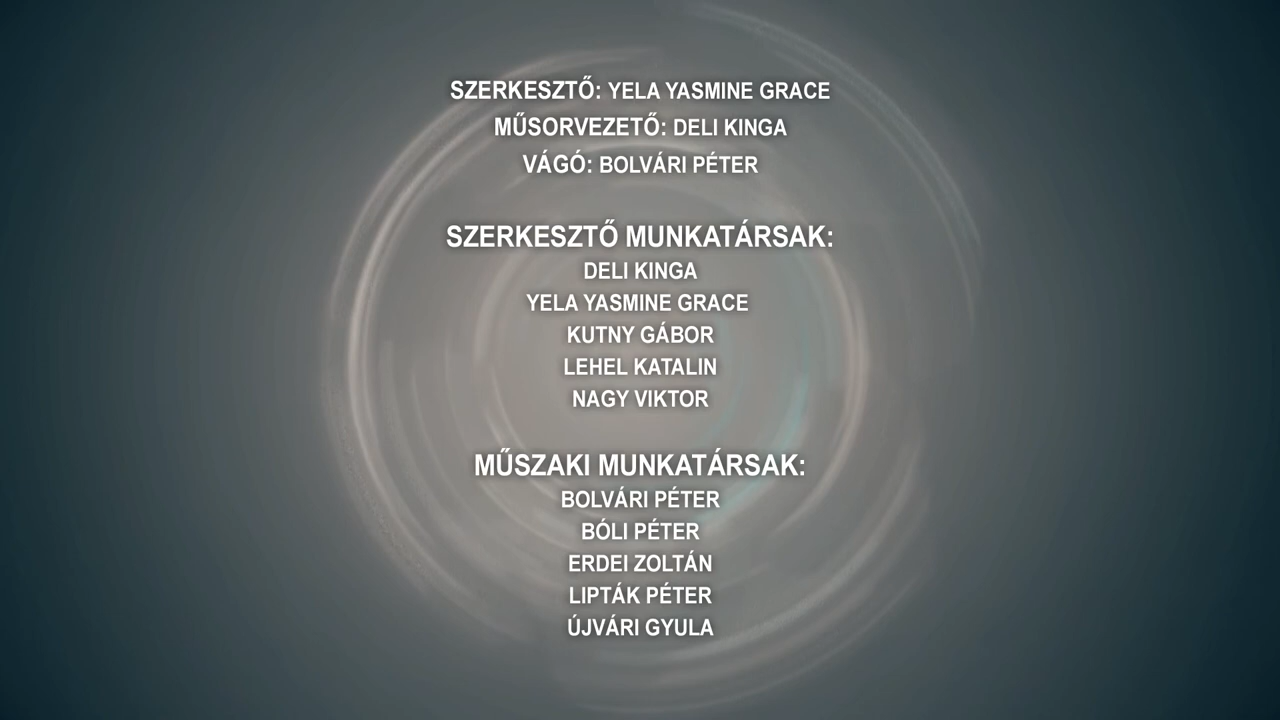 SZERKESZTŐ: YELA YASMINE GRACE
MŰSORVEZETŐ: DELI KINGA
VÁGÓ: BOLVÁRI PÉTER
SZERKESZTŐ MUNKATÁRSAK:
DELI KINGA
YELA YASMINE GRACE
KUTNY GÁBOR
LEHEL KATALIN
NAGY VIKTOR
MŰSZAKI MUNKATÁRSAK:
BOLVÁRI PÉTER
BÓLI PÉTER
ERDEI ZOLTÁN
LIPTÁK PÉTER
ÚJVÁRI GYULA